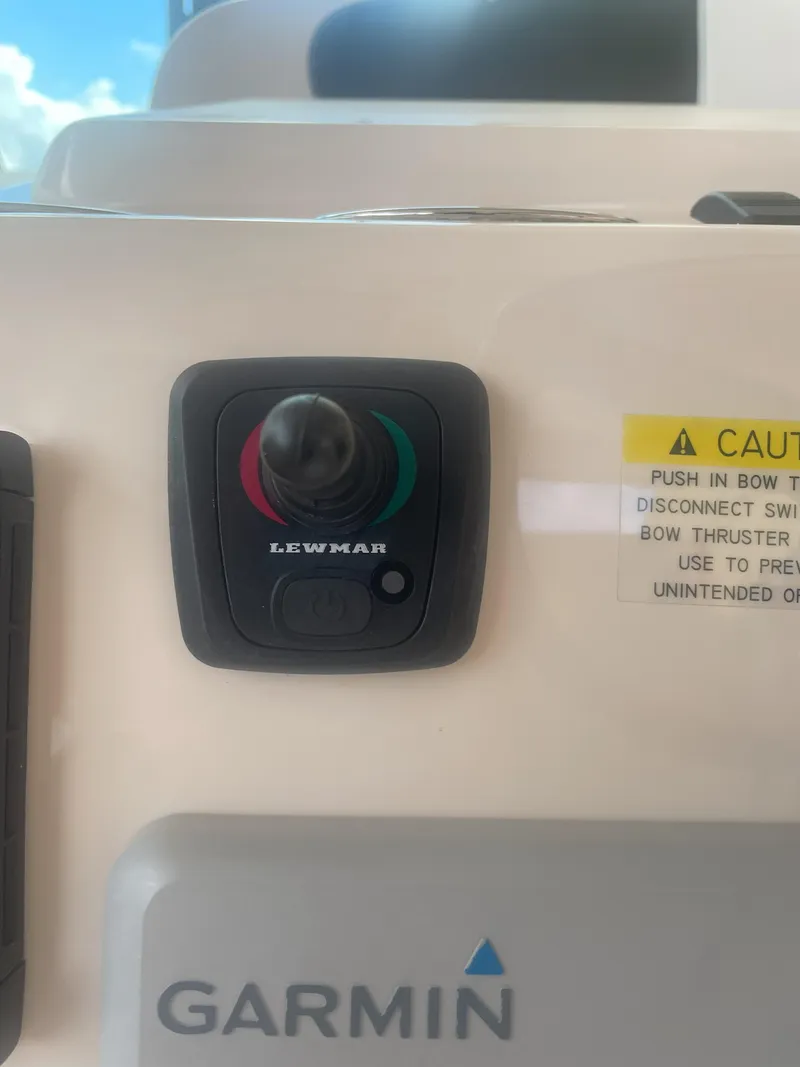 LEWMAR
CAUT
PUSH IN BOW T
DISCONNECT SWI
BOW THRUSTER
USE TO PREV
UNINTENDED OF
GARMIN